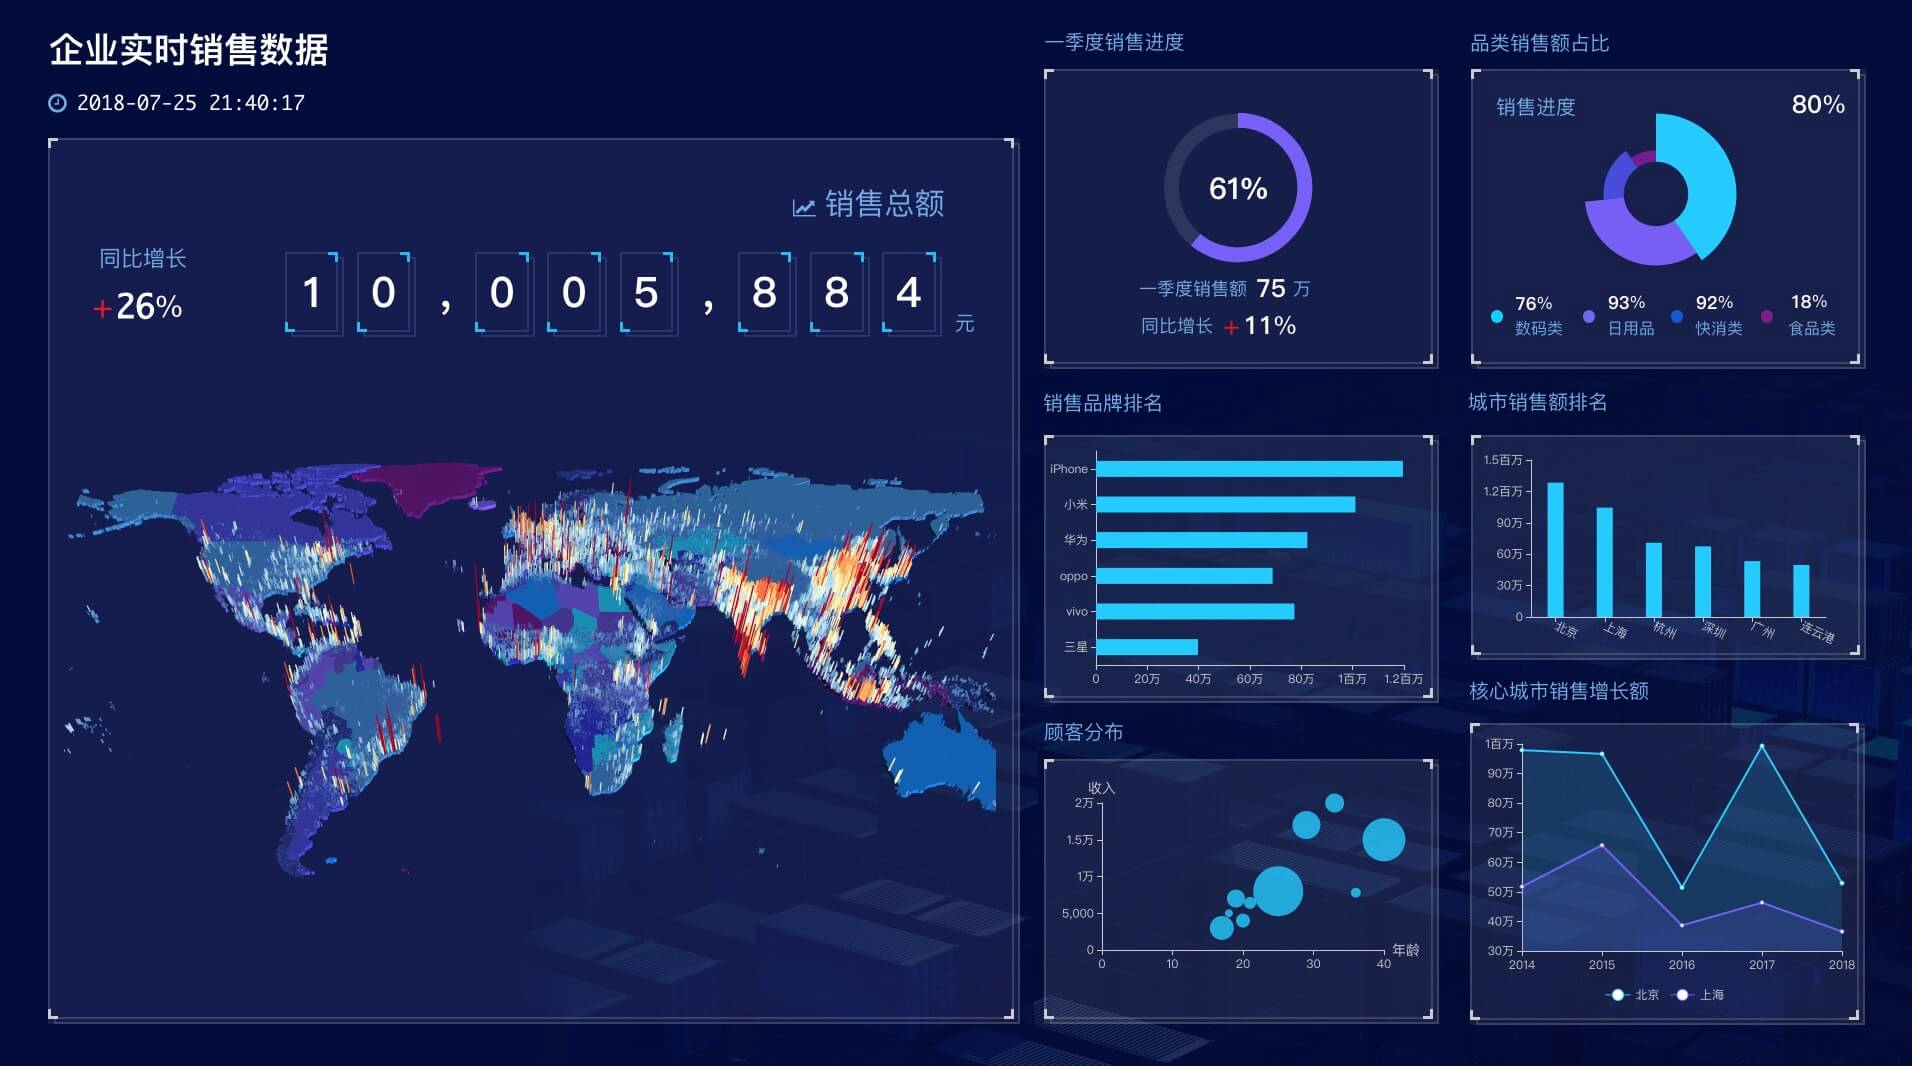 企业实时销售数据
2018-07-25 21:40:17
销售总额
同比增长
+26%
10,005,884 元
一季度销售进度
61%
一季度销售额 75 万
同比增长 +11%
品类销售额占比
销售进度
80%
76% 93% 92% 18%
数码类 日用品 快消类 食品类
销售品牌排名
iPhone
小米
华为
oppo
vivo
三星
0 20万 40万 60万 80万 1百万 1.2百万
城市销售额排名
1.5百万
1.2百万
90万
60万
30万
0
北京 上海 杭州 深圳 广州 连云港
顾客分布
收入
2万
1.5万
1万
5,000
0
0 10 20 30 40 年龄
核心城市销售增长额
1百万
90万
80万
70万
60万
50万
40万
30万
2014 2015 2016 2017 2018
北京 上海